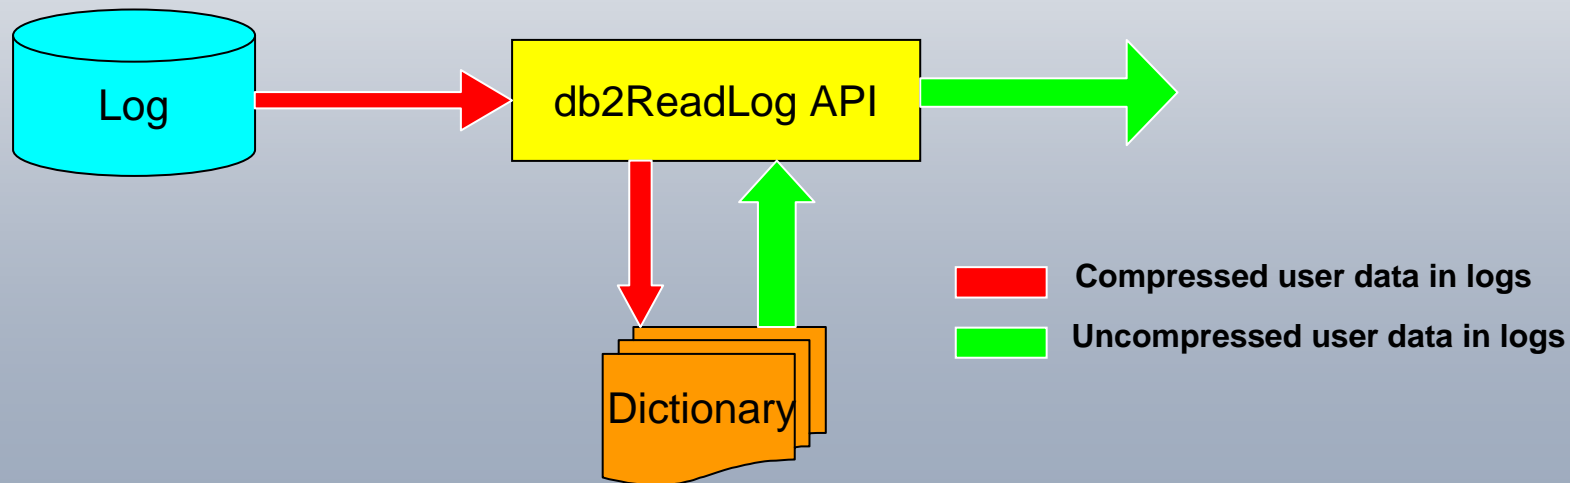 Log
db2ReadLog API
Compressed user data in logs
Uncompressed user data in logs
Dictionary